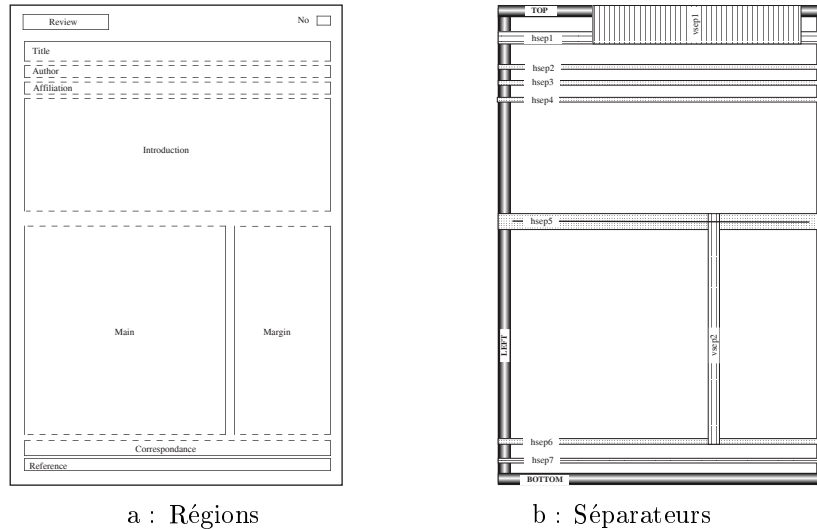 Review
No
Title
Author
Affiliation
Introduction
Main
Margin
Correspondance
Reference
a : Régions
TOP
vsep1
hsep1
hsep2
hsep3
hsep4
hsep5
LEFT
vsep2
hsep6
hsep7
BOTTOM
b : Séparateurs